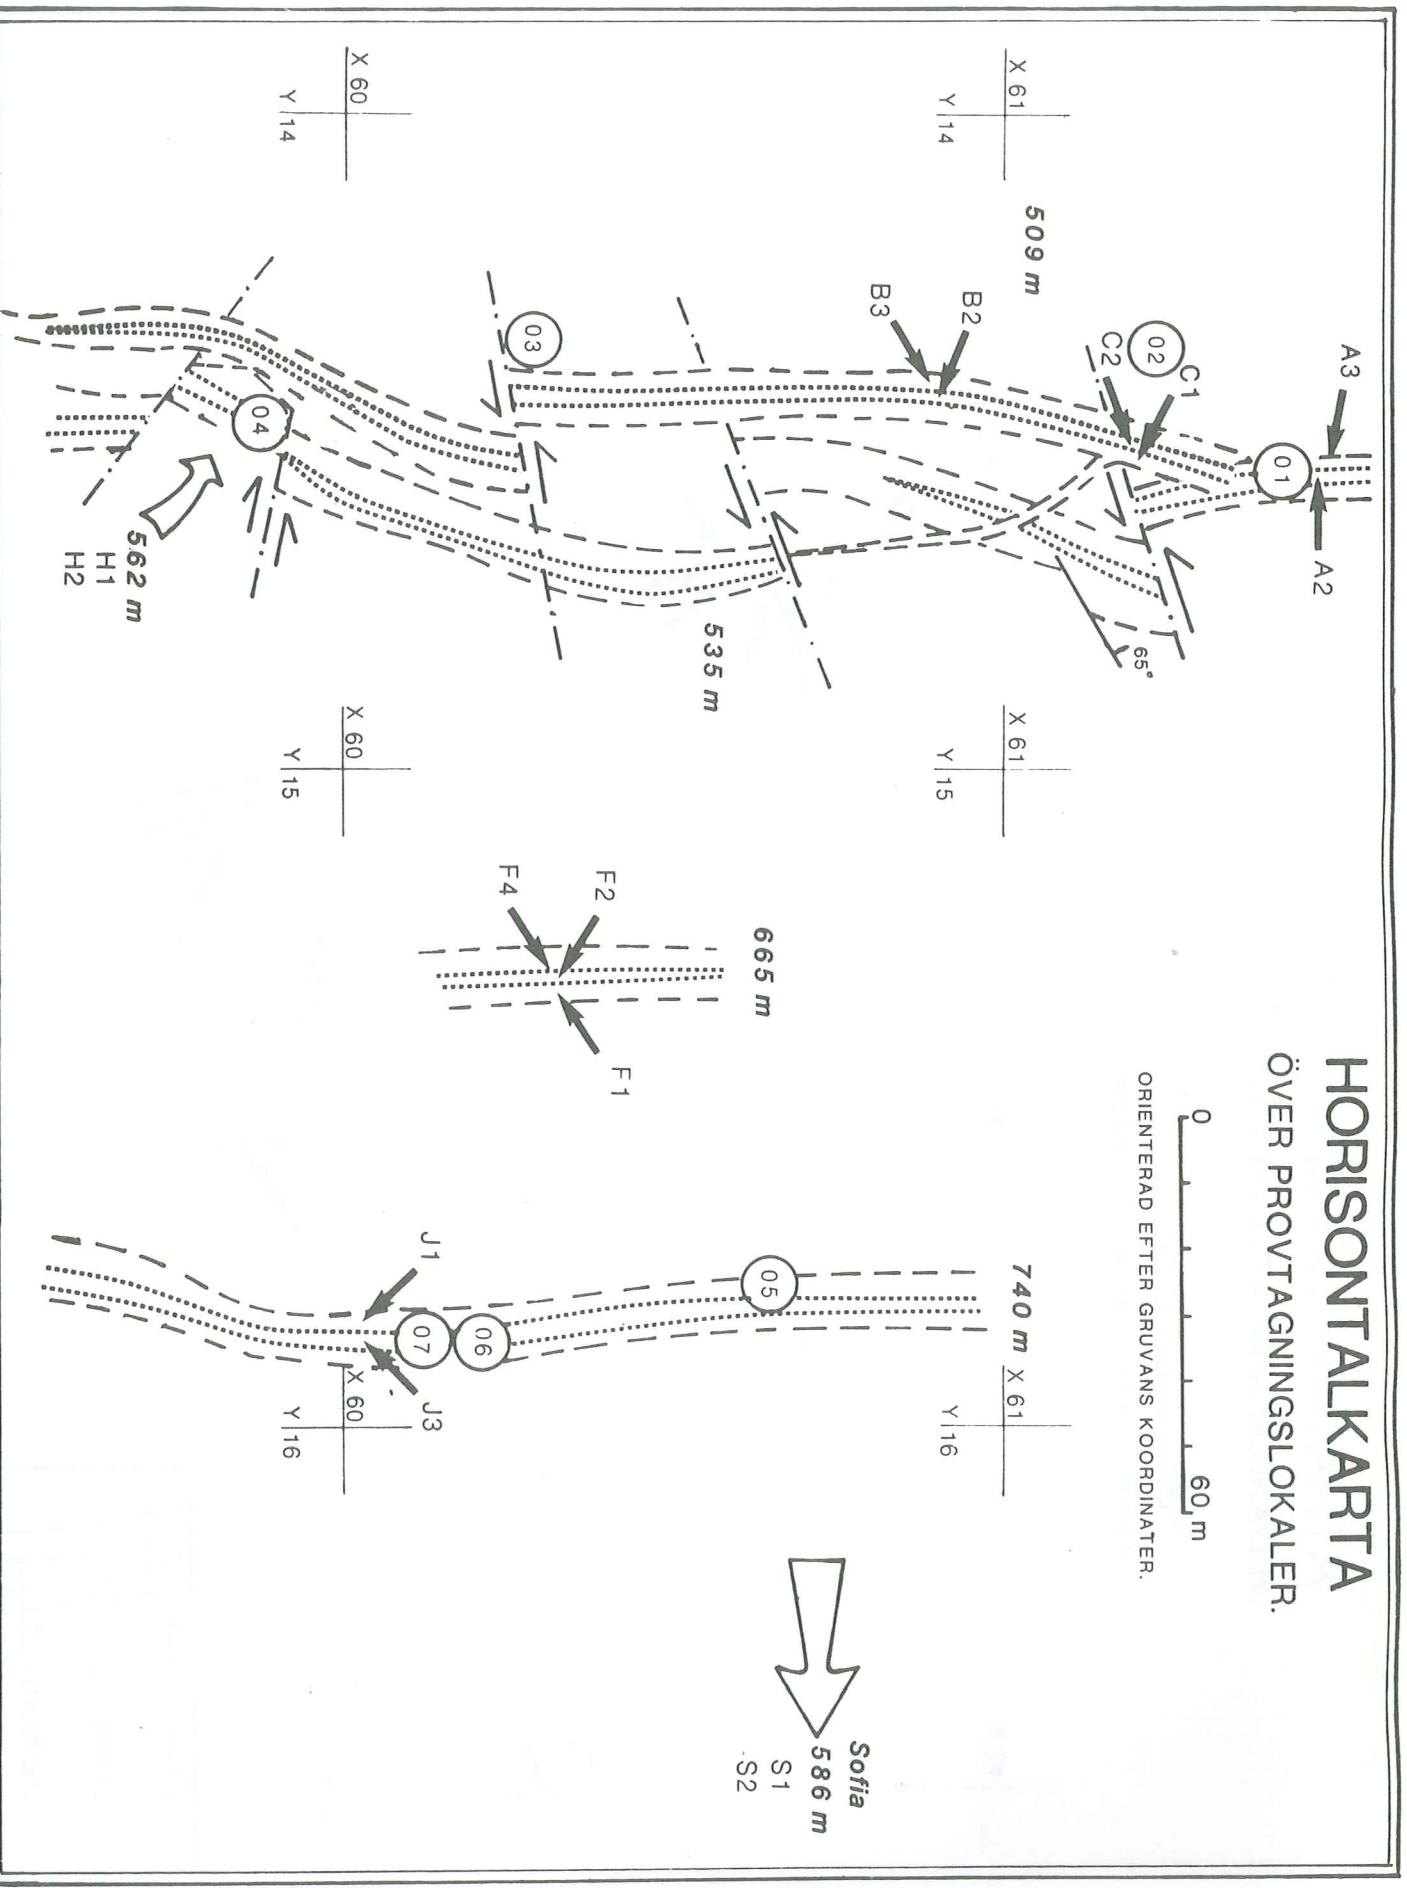 HORISONTALKARTA
ÖVER PROVTAGNINGSLOKALER.
0 60 m
ORIENTERAD EFTER GRUVANS KOORDINATER.
A3
A2
01
C1
02
C2
65°
B2
B3
509 m
X 61
Y 14
X 60
Y 14
03
04
535 m
562 m
H1
H2
X 61
Y 15
X 60
Y 15
665 m
F2
F4
F1
740 m
05
06
07
J1
J3
X 61
Y 16
X 60
Y 16
Sofia
586 m
S1
S2